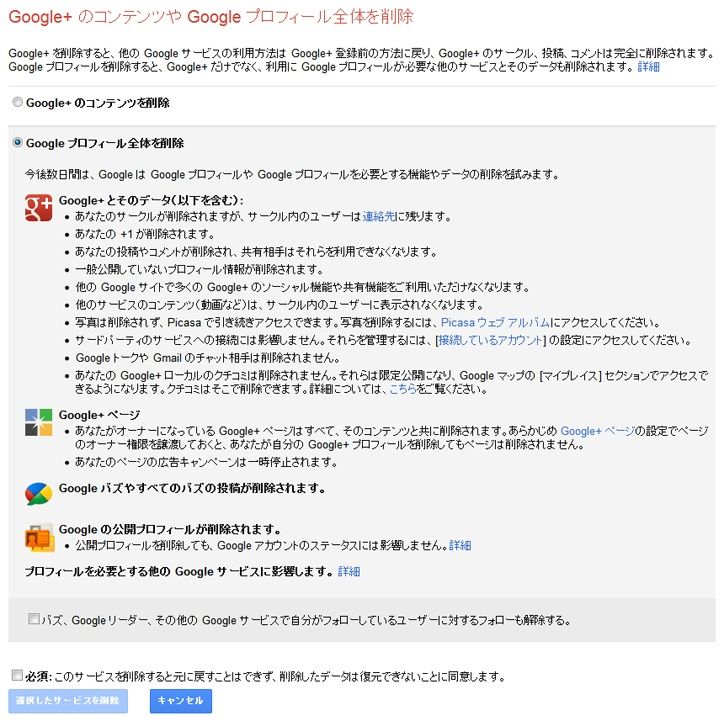 Google+ のコンテンツや Google プロフィール全体を削除
Google+ を削除すると、他の Google サービスの利用方法は Google+ 登録前の方法に戻り、Google+ のサークル、投稿、コメントは完全に削除されます。
Google プロフィールを削除すると、Google+ だけでなく、利用に Google プロフィールが必要な他のサービスとそのデータも削除されます。 詳細
Google+ のコンテンツを削除
Google プロフィール全体を削除
今後数日間は、Google は Google プロフィールや Google プロフィールを必要とする機能やデータの削除を試みます。
Google+ とそのデータ（以下を含む）:
• あなたのサークルが削除されますが、サークル内のユーザーは連絡先に残ります。
• あなたの +1 が削除されます。
• あなたの投稿やコメントが削除され、共有相手はそれらを利用できなくなります。
• 一般公開していないプロフィール情報が削除されます。
• 他の Google サイトで多くの Google+ のソーシャル機能や共有機能をご利用いただけなくなります。
• 他のサービスのコンテンツ（動画など）は、サークル内のユーザーに表示されなくなります。
• 写真は削除されず、Picasa で引き続きアクセスできます。写真を削除するには、Picasa ウェブ アルバムにアクセスしてください。
• サードパーティのサービスへの接続には影響しません。それらを管理するには、[接続しているアカウント] の設定にアクセスしてください。
• Google トークや Gmail のチャット相手は削除されません。
• あなたの Google+ ローカルのクチコミは削除されません。それらは限定公開になり、Google マップの [マイプレイス] セクションでアクセスで
きるようになります。クチコミはそこで削除できます。詳細については、こちらをご覧ください。
Google+ ページ
• あなたがオーナーになっている Google+ ページはすべて、そのコンテンツと共に削除されます。あらかじめ Google+ ページの設定でページ
のオーナー権限を譲渡しておくと、あなたが自分の Google+ プロフィールを削除してもページは削除されません。
• あなたのページの広告キャンペーンは一時停止されます。
Google バズやすべてのバズの投稿が削除されます。
Google の公開プロフィールが削除されます。
• 公開プロフィールを削除しても、Google アカウントのステータスには影響しません。詳細
プロフィールを必要とする他の Google サービスに影響します。 詳細
バズ、Google リーダー、その他の Google サービスで自分がフォローしているユーザーに対するフォローも解除する。
必須: このサービスを削除すると元に戻すことはできず、削除したデータは復元できないことに同意します。
選択したサービスを削除 キャンセル